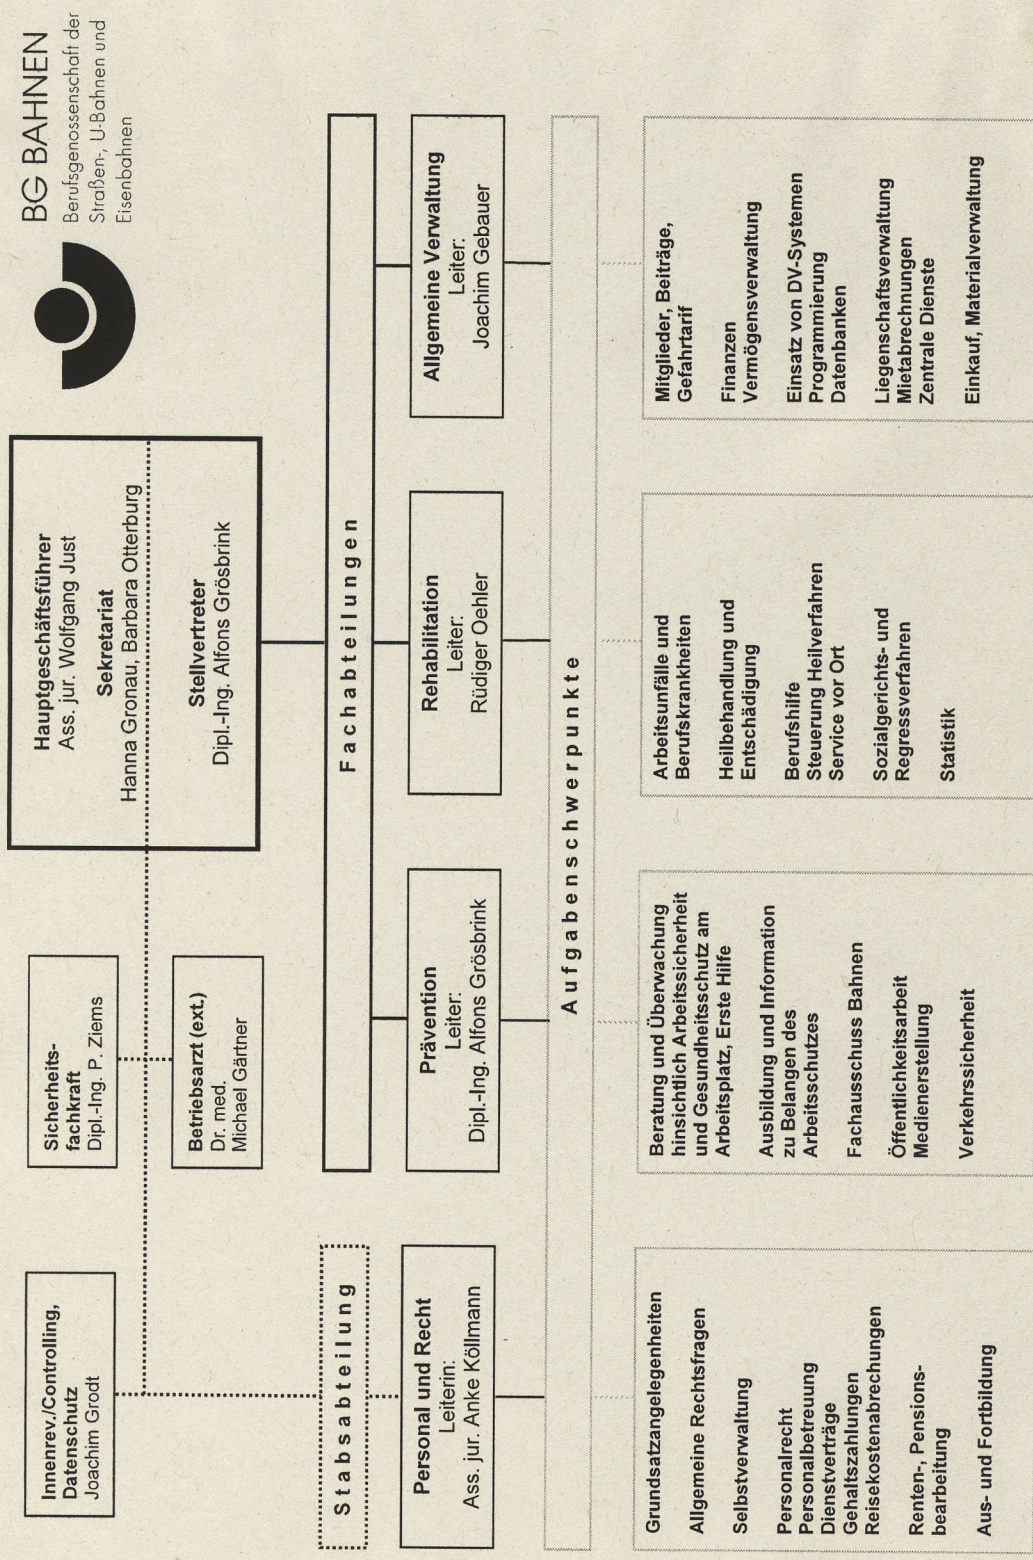 BG BAHNEN
Berufsgenossenschaft der
Straßen-, U-Bahnen und
Eisenbahnen
Hauptgeschäftsführer
Ass. jur. Wolfgang Just
Sekretariat
Hanna Gronau, Barbara Otterburg
Stellvertreter
Dipl.-Ing. Alfons Grösbrink
Innenrev./Controlling,
Datenschutz
Joachim Grodt
Sicherheits-
fachkraft
Dipl.-Ing. P. Ziems
Betriebsarzt (ext.)
Dr. med.
Michael Gärtner
Stabsabteilung
Fachabteilungen
Personal und Recht
Leiterin:
Ass. jur. Anke Köllmann
Prävention
Leiter:
Dipl.-Ing. Alfons Grösbrink
Rehabilitation
Leiter:
Rüdiger Oehler
Allgemeine Verwaltung
Leiter:
Joachim Gebauer
Aufgabenschwerpunkte
Grundsatzangelegenheiten
Allgemeine Rechtsfragen
Selbstverwaltung
Personalrecht
Personalbetreuung
Dienstverträge
Gehaltszahlungen
Reisekostenabrechungen
Renten-, Pensions-
bearbeitung
Aus- und Fortbildung
Beratung und Überwachung
hinsichtlich Arbeitssicherheit
und Gesundheitsschutz am
Arbeitsplatz, Erste Hilfe
Ausbildung und Information
zu Belangen des
Arbeitsschutzes
Fachausschuss Bahnen
Öffentlichkeitsarbeit
Medienerstellung
Verkehrssicherheit
Arbeitsunfälle und
Berufskrankheiten
Heilbehandlung und
Entschädigung
Berufshilfe
Steuerung Heilverfahren
Service vor Ort
Sozialgerichts- und
Regressverfahren
Statistik
Mitglieder, Beiträge,
Gefahrtarif
Finanzen
Vermögensverwaltung
Einsatz von DV-Systemen
Programmierung
Datenbanken
Liegenschaftsverwaltung
Mietabrechnungen
Zentrale Dienste
Einkauf, Materialverwaltung